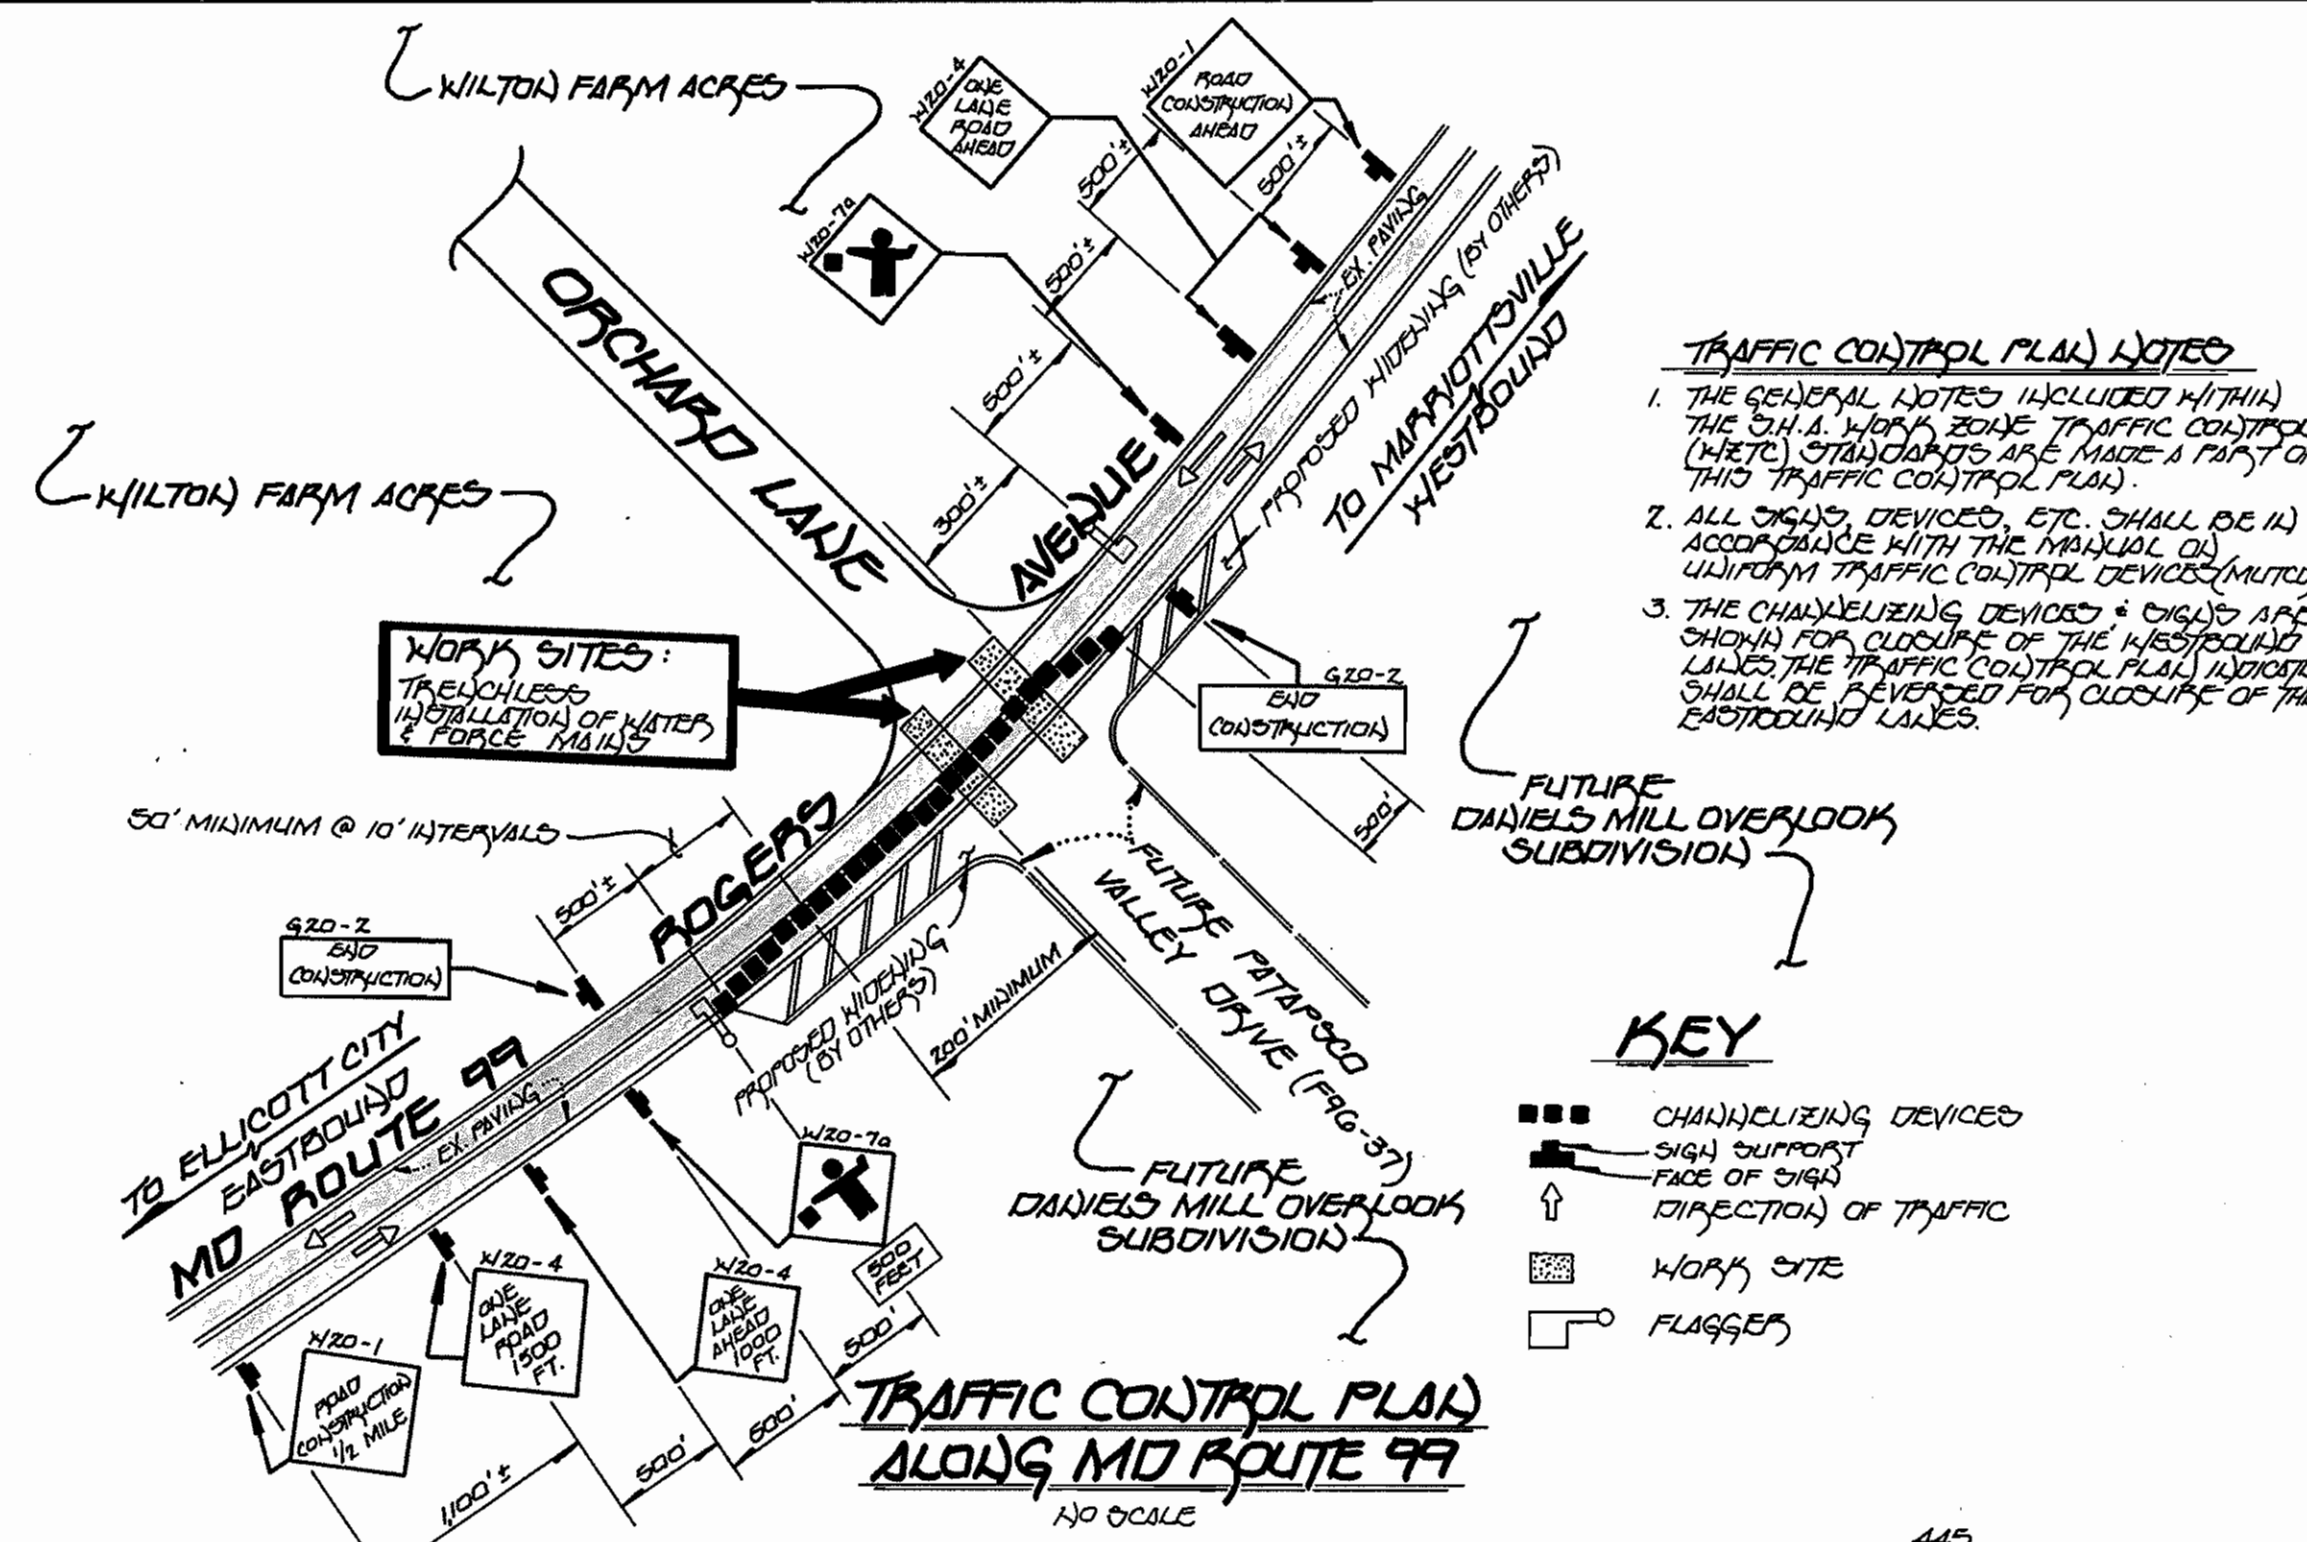 WILTON FARM ACRES
W20-4
ONE
LANE
ROAD
AHEAD
W20-1
ROAD
CONSTRUCTION
AHEAD
500'±
500'±
W20-7a
500'±
500'±
300'±
EX. PAVING
PROPOSED WIDENING (BY OTHERS)
TO MARRIOTTSVILLE
WESTBOUND
ORCHARD LANE
AVENUE
WILTON FARM ACRES
WORK SITES:
TRENCHLESS
INSTALLATION OF WATER
& FORCE MAINS
G20-2
END
CONSTRUCTION
500'
TRAFFIC CONTROL PLAN NOTES
1. THE GENERAL NOTES INCLUDED WITHIN
THE S.H.A. WORK ZONE TRAFFIC CONTROL
(WZTC) STANDARDS ARE MADE A PART OF
THIS TRAFFIC CONTROL PLAN.
2. ALL SIGNS, DEVICES, ETC. SHALL BE IN
ACCORDANCE WITH THE MANUAL ON
UNIFORM TRAFFIC CONTROL DEVICES (MUTCD
3. THE CHANNELIZING DEVICES & SIGNS ARE
SHOWN FOR CLOSURE OF THE WESTBOUND
LANES. THE TRAFFIC CONTROL PLAN INDICATE
SHALL BE REVERSED FOR CLOSURE OF THE
EASTBOUND LANES.
FUTURE
DANIELS MILL OVERLOOK
SUBDIVISION
50' MINIMUM @ 10' INTERVALS
500'±
ROGERS
G20-2
END
CONSTRUCTION
PROPOSED WIDENING
(BY OTHERS)
200' MINIMUM
FUTURE PATAPSCO
VALLEY DRIVE (F96-37)
TO ELLICOTT CITY
EASTBOUND
MD ROUTE 99
EX. PAVING
W20-7a
500
FEET
FUTURE
DANIELS MILL OVERLOOK
SUBDIVISION
KEY
CHANNELIZING DEVICES
SIGN SUPPORT
FACE OF SIGN
DIRECTION OF TRAFFIC
WORK SITE
FLAGGER
W20-1
ROAD
CONSTRUCTION
1/2 MILE
W20-4
ONE
LANE
ROAD
1500
FT.
W20-4
ONE
LANE
AHEAD
1000
FT.
1,100'±
500'
500'
500'
TRAFFIC CONTROL PLAN
ALONG MD ROUTE 99
NO SCALE